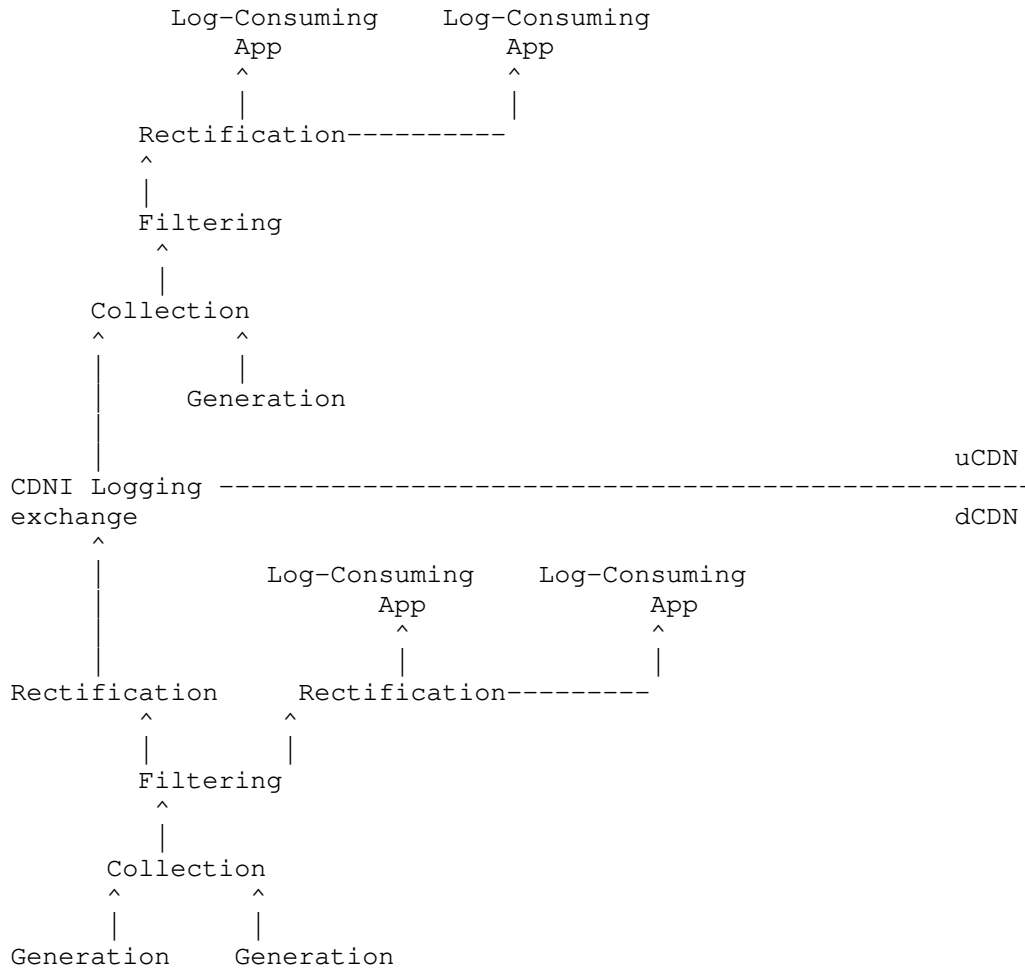 Log-Consuming Log-Consuming
App App
^ ^
| |
Rectification----------
^
|
Filtering
^
|
Collection
^ ^
| |
| Generation
|
| uCDN
CDNI Logging ---------------------------------------------------
exchange dCDN
^
| Log-Consuming Log-Consuming
| App App
| ^ ^
| | |
Rectification Rectification---------
^ ^
| |
Filtering
^
|
Collection
^ ^
| |
Generation Generation